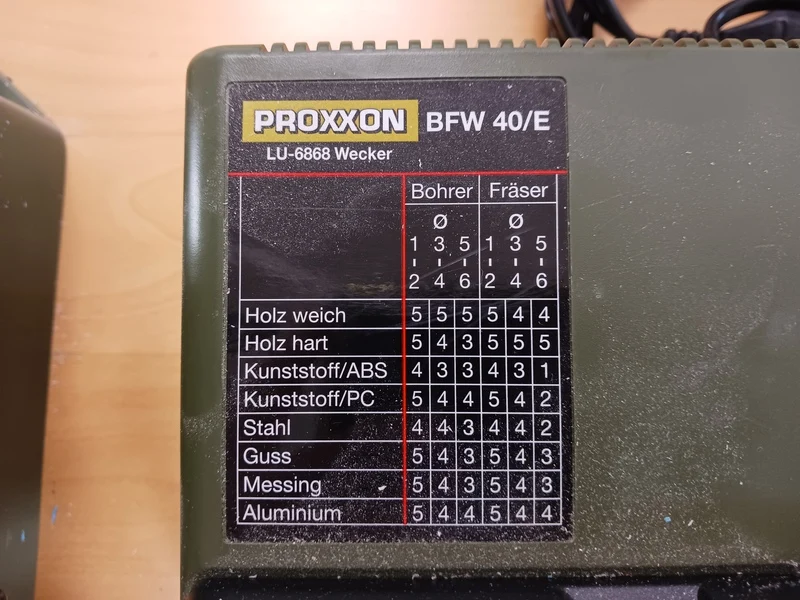 PROXXON BFW 40/E
LU-6868 Wecker
Bohrer Fräser
Ø Ø
1 3 5 1 3 5
- - - - - -
2 4 6 2 4 6
Holz weich 5 5 5 5 4 4
Holz hart 5 4 3 5 5 5
Kunststoff/ABS 4 3 3 4 3 1
Kunststoff/PC 5 4 4 5 4 2
Stahl 4 4 3 4 4 2
Guss 5 4 3 5 4 3
Messing 5 4 3 5 4 3
Aluminium 5 4 4 5 4 4